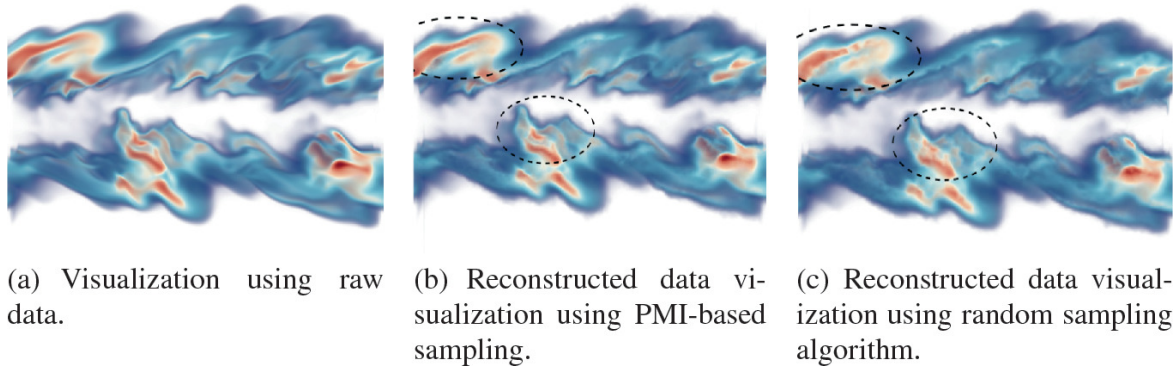 (a) Visualization using raw
data.
(b) Reconstructed data vi-
sualization using PMI-based
sampling.
(c) Reconstructed data visual-
ization using random sampling
algorithm.